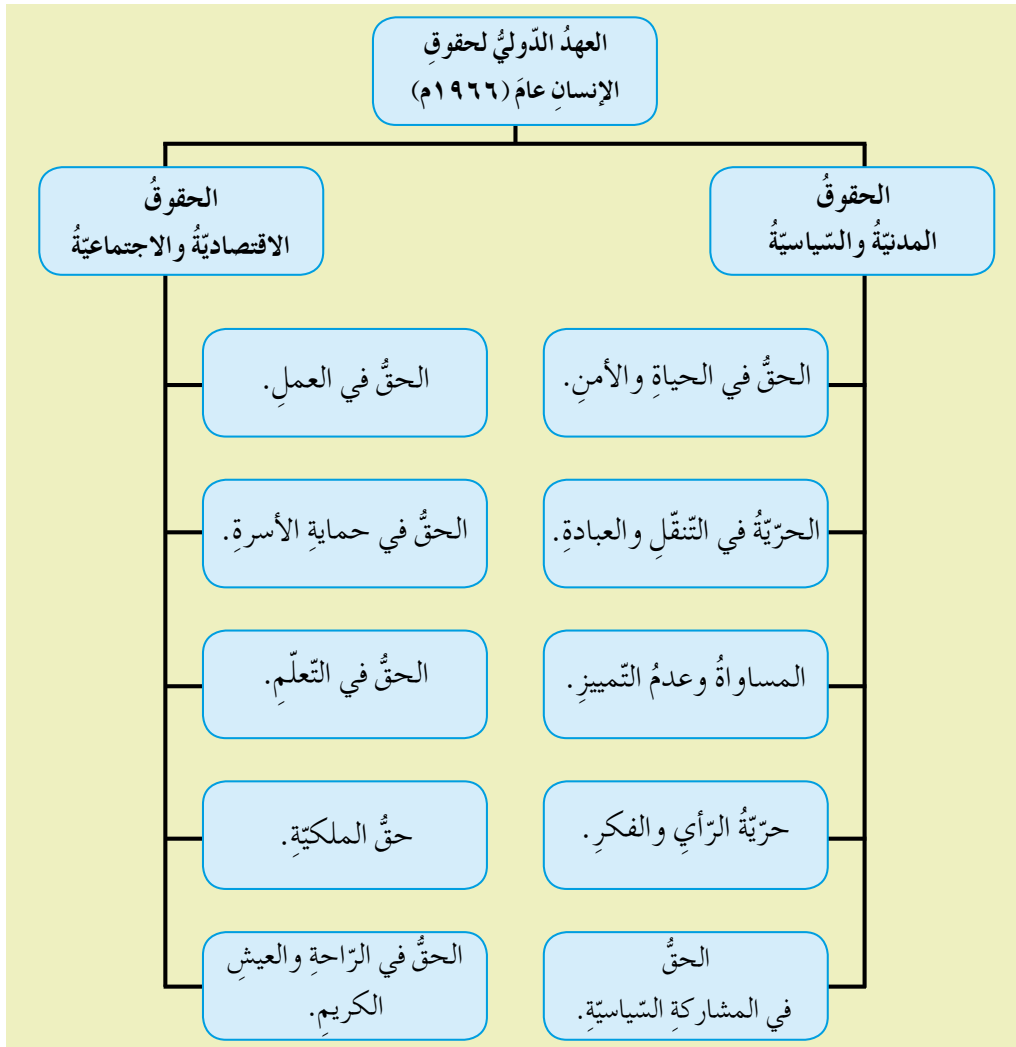 العهدُ الدّوليُّ لحقوقِ
الإنسانِ عامَ (١٩٦٦م)
الحقوقُ
المدنيّةُ والسّياسيّةُ
الحقُّ في الحياةِ والأمنِ.
الحرّيّةُ في التّنقّلِ والعبادةِ.
المساواةُ وعدمُ التّمييزِ.
حرّيّةُ الرّأيِ والفكرِ.
الحقُّ
في المشاركةِ السّياسيّةِ.
الحقوقُ
الاقتصاديّةُ والاجتماعيّةُ
الحقُّ في العملِ.
الحقُّ في حمايةِ الأسرةِ.
الحقُّ في التّعلّمِ.
حقُّ الملكيّةِ.
الحقُّ في الرّاحةِ والعيشِ
الكريمِ.